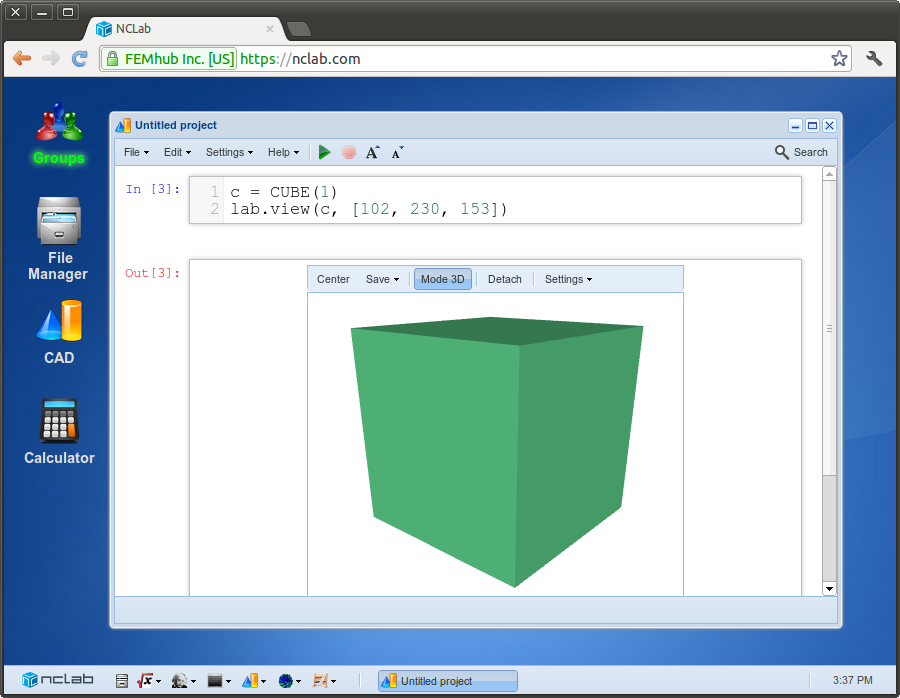 NCLab
FEMhub Inc. [US] https://nclab.com
Groups
File
Manager
CAD
Calculator
Untitled project
File Edit Settings Help A A Search
In [3]:
1 c = CUBE(1)
2 lab.view(c, [102, 230, 153])
Out[3]:
Center Save Mode 3D Detach Settings
nclab Untitled project 3:37 PM